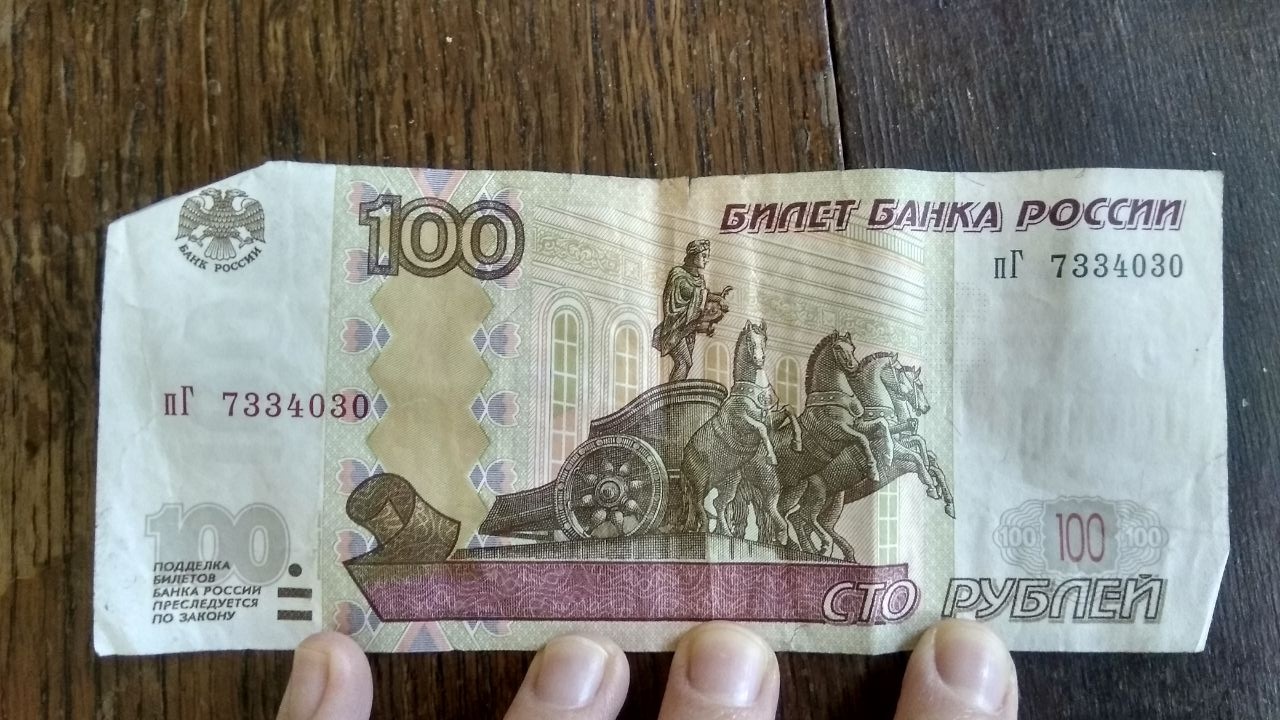 БАНК РОССИИ
100
БИЛЕТ БАНКА РОССИИ
пГ 7334030
пГ 7334030
100
ПОДДЕЛКА
БИЛЕТОВ
БАНКА РОССИИ
ПРЕСЛЕДУЕТСЯ
ПО ЗАКОНУ
100 100 100
СТО РУБЛЕЙ